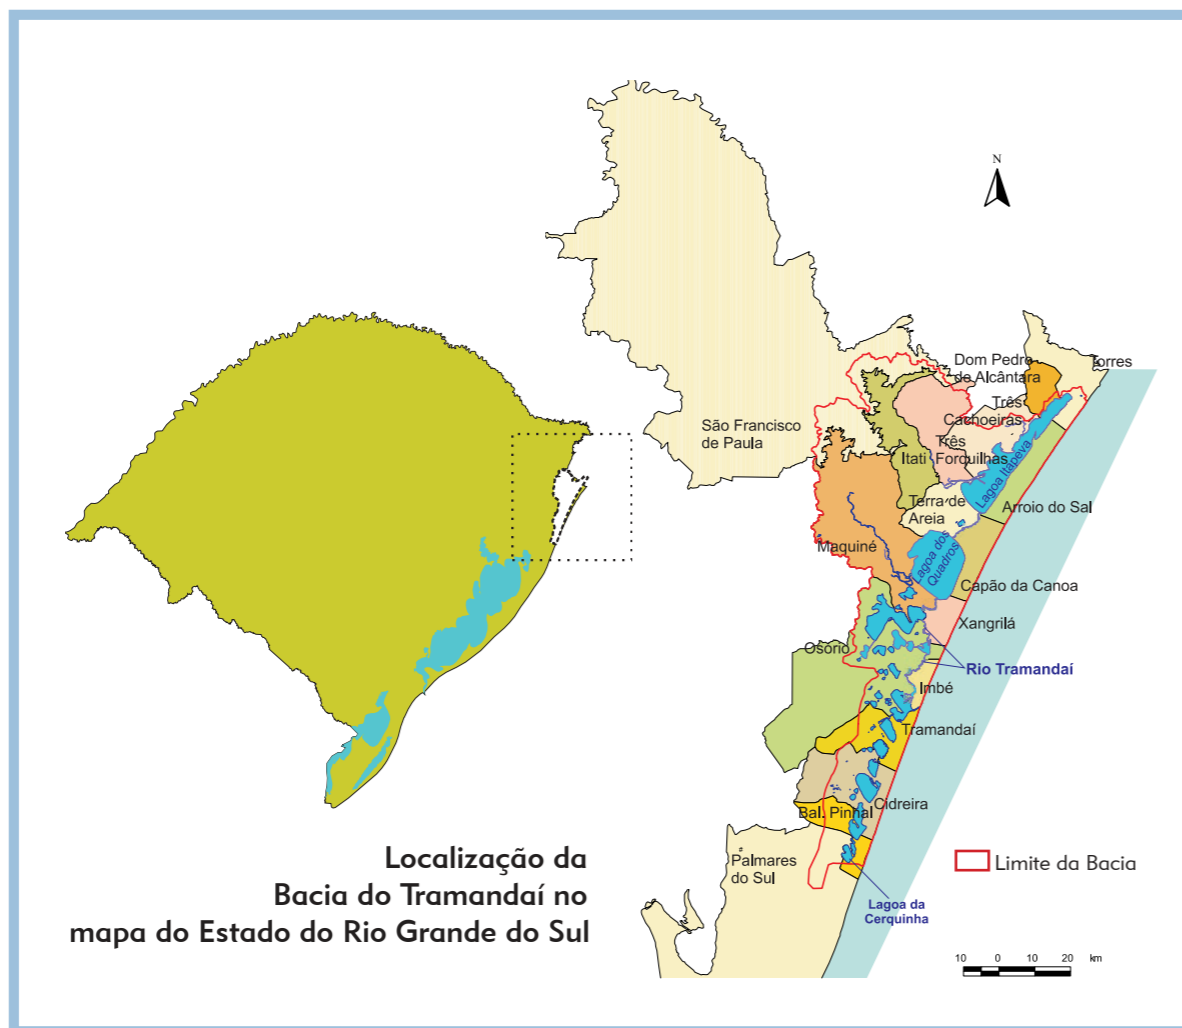 N
Dom Pedro
de Alcântara
Torres
Três
Cachoeiras
São Francisco
de Paula
Três
Forquilhas
Itati
Lagoa Itapeva
Terra de
Areia
Arroio do Sal
Maquiné
Lagoa dos
Quadros
Capão da Canoa
Xangrilá
Osório
Rio Tramandaí
Imbé
Tramandaí
Cidreira
Bal. Pinhal
Localização da
Bacia do Tramandaí no
mapa do Estado do Rio Grande do Sul
Palmares
do Sul
Limite da Bacia
Lagoa da
Cerquinha
10 0 10 20 km